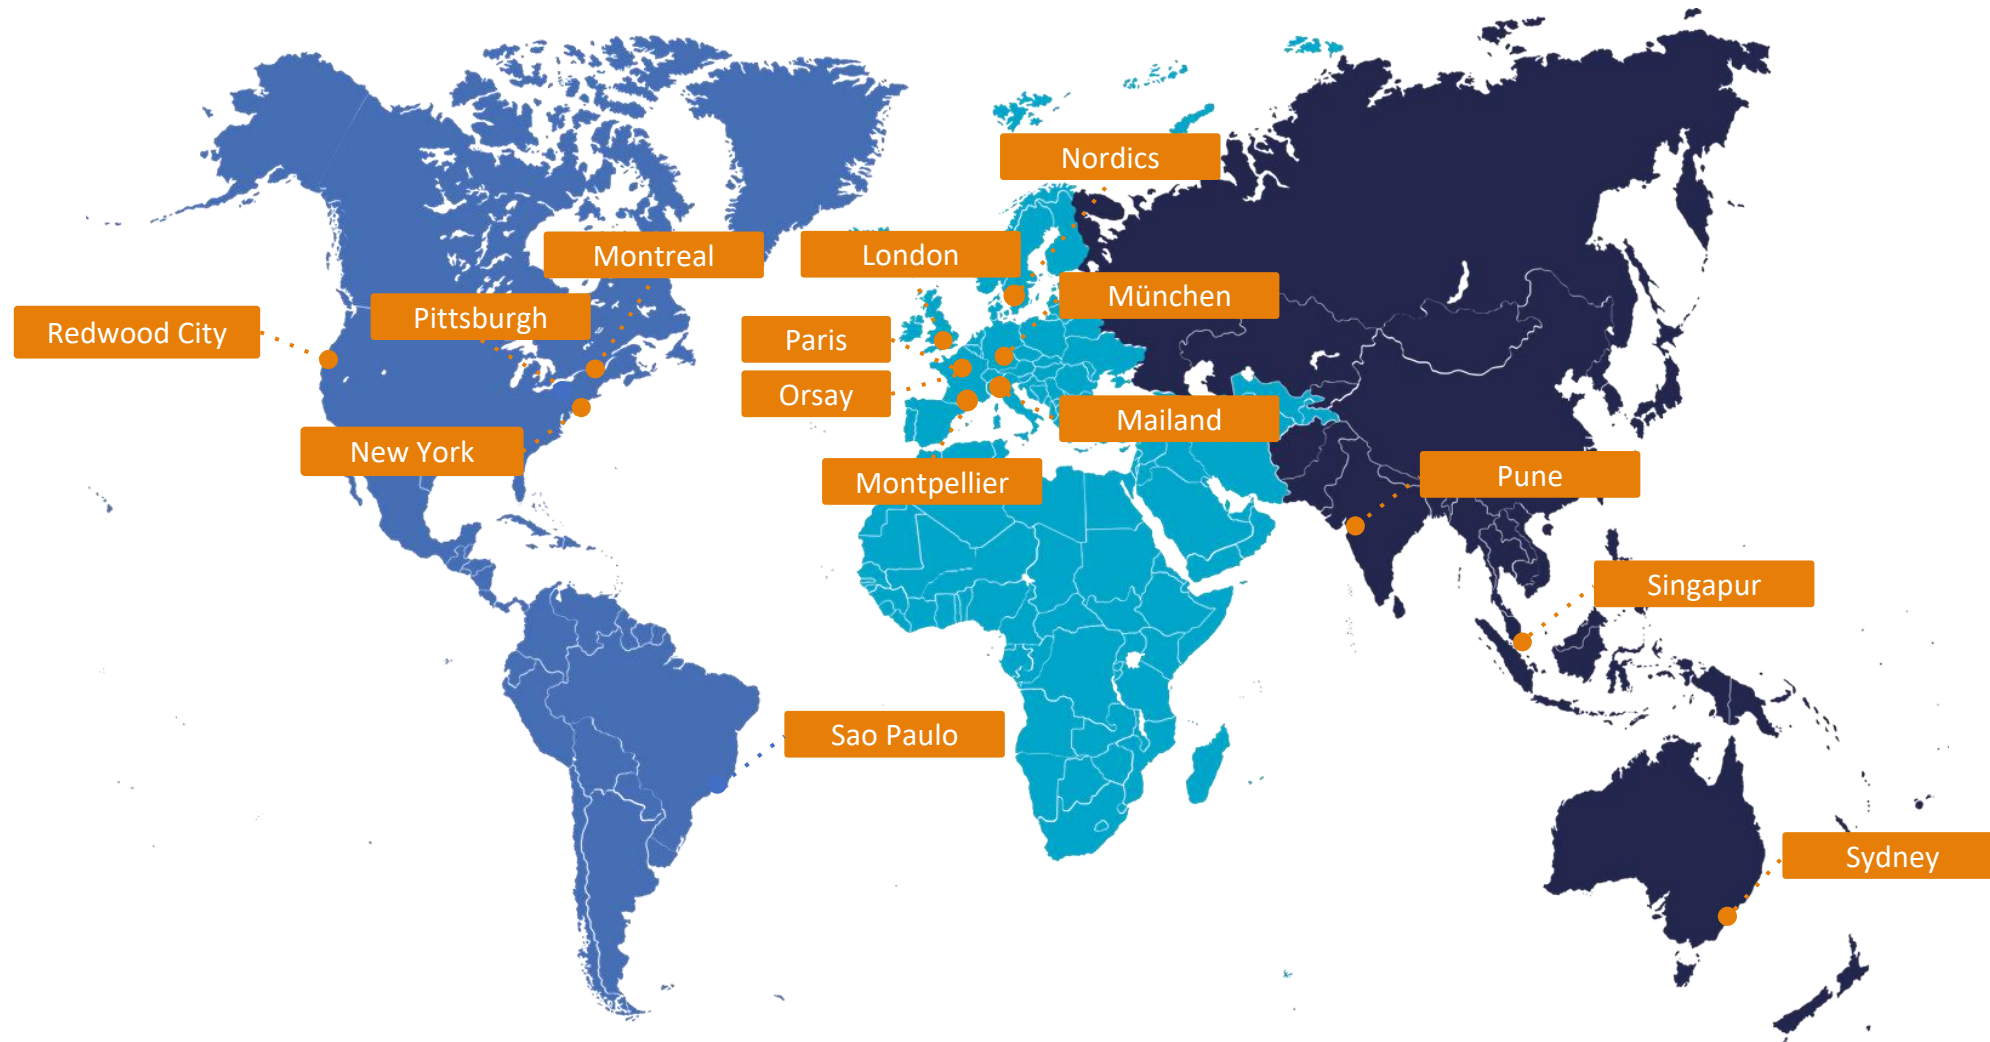 Nordics
Montreal
London
München
Pittsburgh
Redwood City
Paris
Orsay
Mailand
New York
Pune
Montpellier
Singapur
Sao Paulo
Sydney